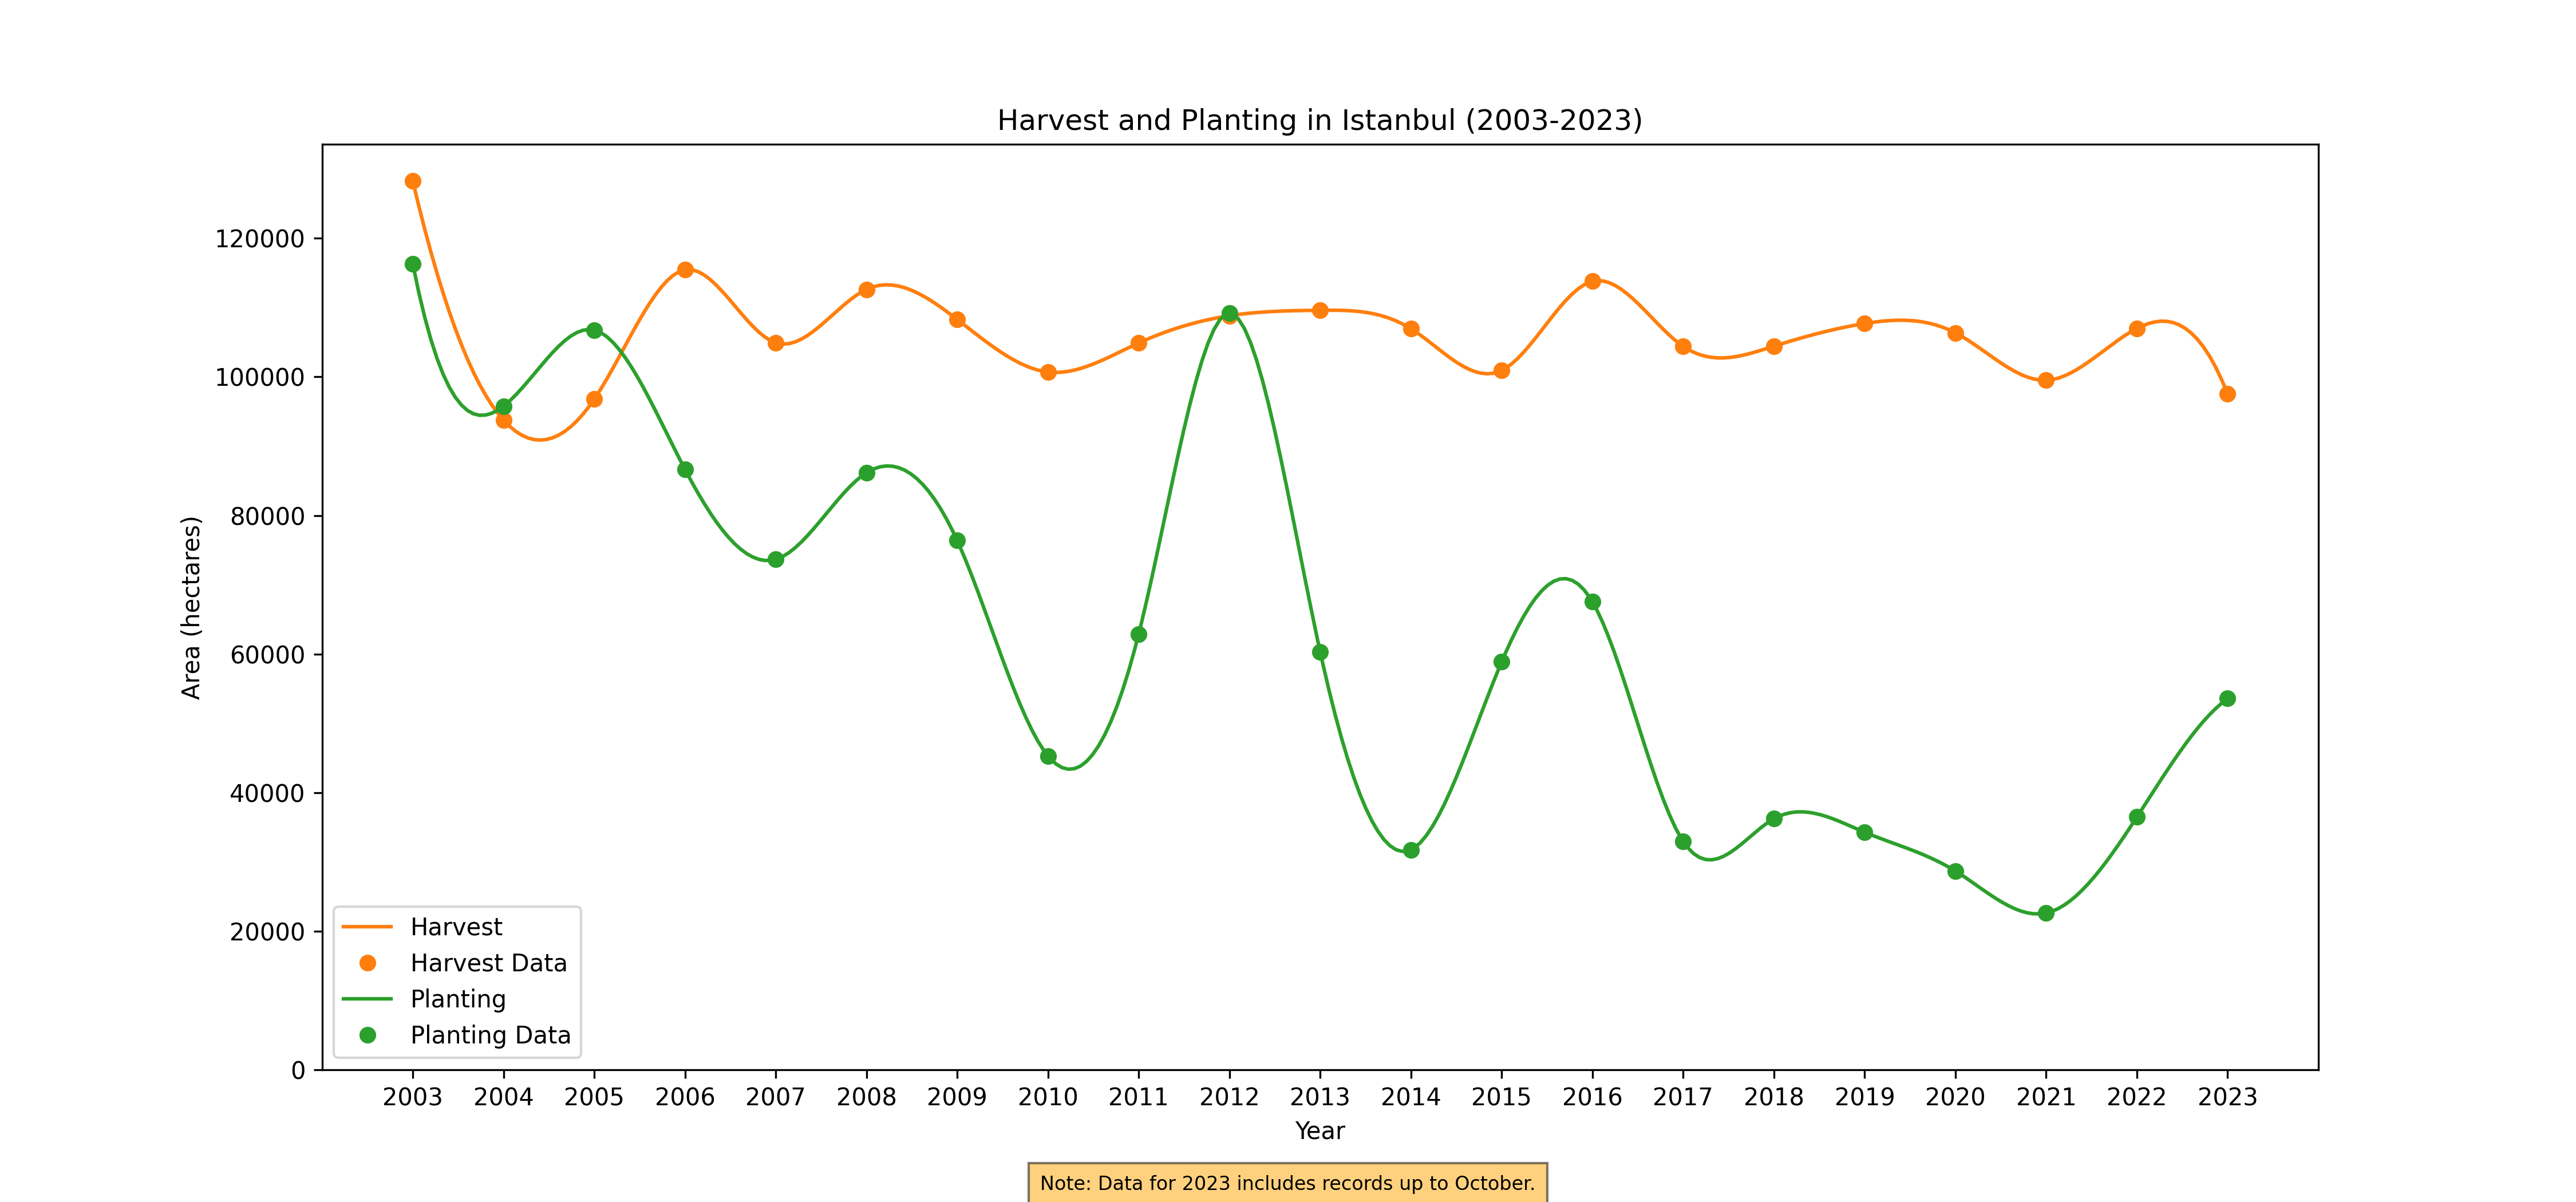 Harvest and Planting in Istanbul (2003-2023)
Area (hectares)
120000
100000
80000
60000
40000
20000
0
Harvest
Harvest Data
Planting
Planting Data
2003 2004 2005 2006 2007 2008 2009 2010 2011 2012 2013 2014 2015 2016 2017 2018 2019 2020 2021 2022 2023
Year
Note: Data for 2023 includes records up to October.